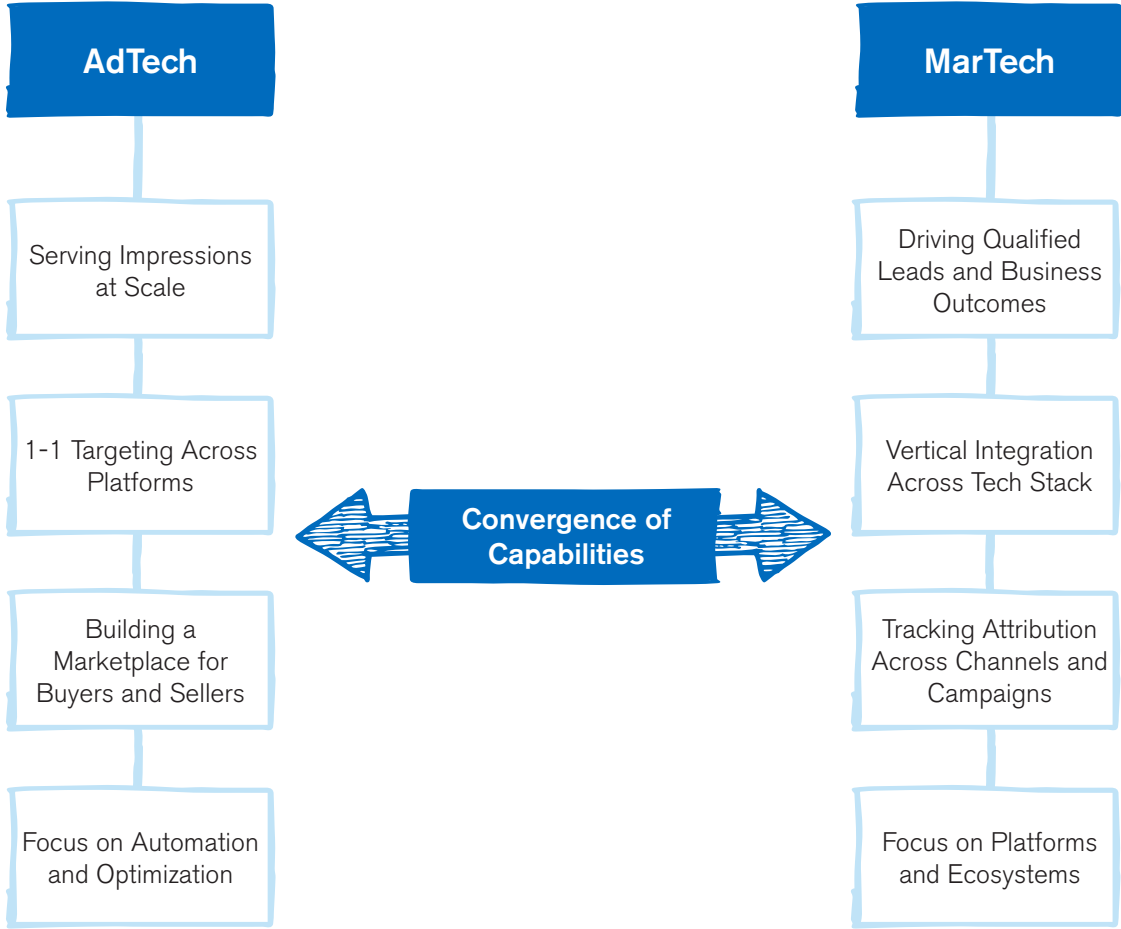 AdTech
Serving Impressions
at Scale
1-1 Targeting Across
Platforms
Building a
Marketplace for
Buyers and Sellers
Focus on Automation
and Optimization
Convergence of
Capabilities
MarTech
Driving Qualified
Leads and Business
Outcomes
Vertical Integration
Across Tech Stack
Tracking Attribution
Across Channels and
Campaigns
Focus on Platforms
and Ecosystems